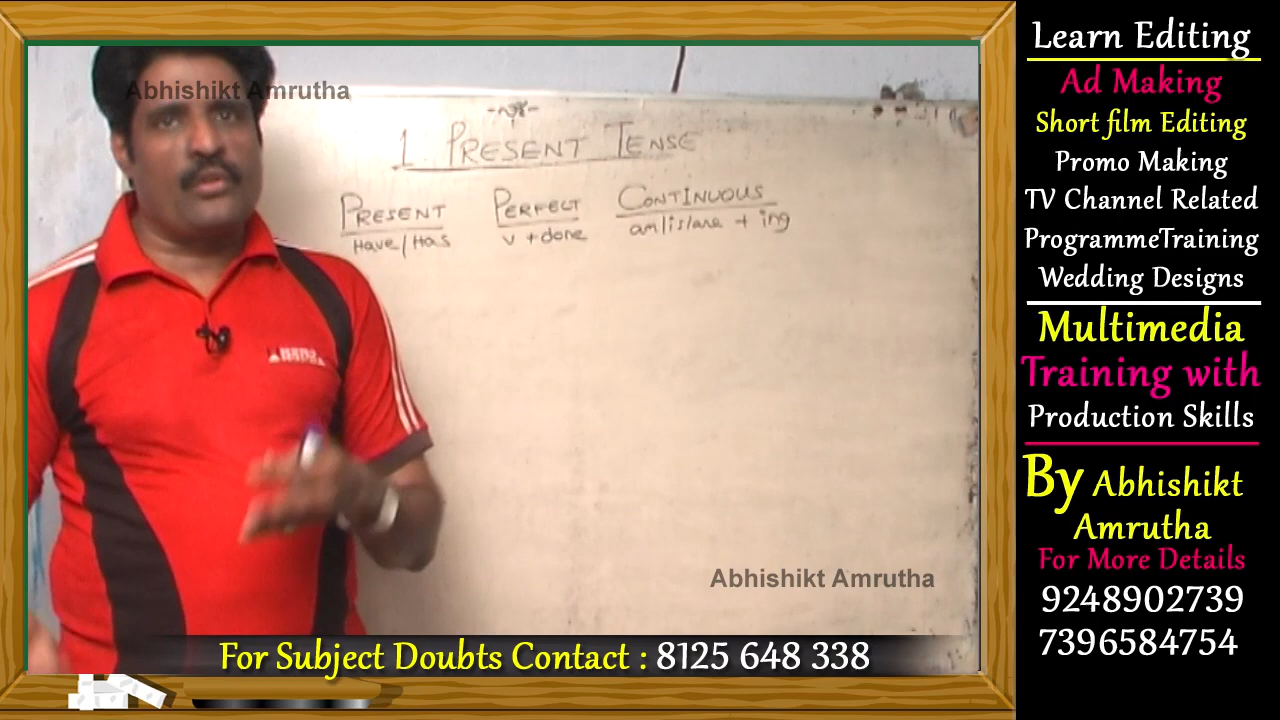 Abhishikt Amrutha
1. PRESENT TENSE
PRESENT PERFECT CONTINUOUS
Have/Has v + done am/is/are + ing
Abhishikt Amrutha
For Subject Doubts Contact : 8125 648 338
Learn Editing
Ad Making
Short film Editing
Promo Making
TV Channel Related
ProgrammeTraining
Wedding Designs
Multimedia
Training with
Production Skills
By Abhishikt
Amrutha
For More Details
9248902739
7396584754